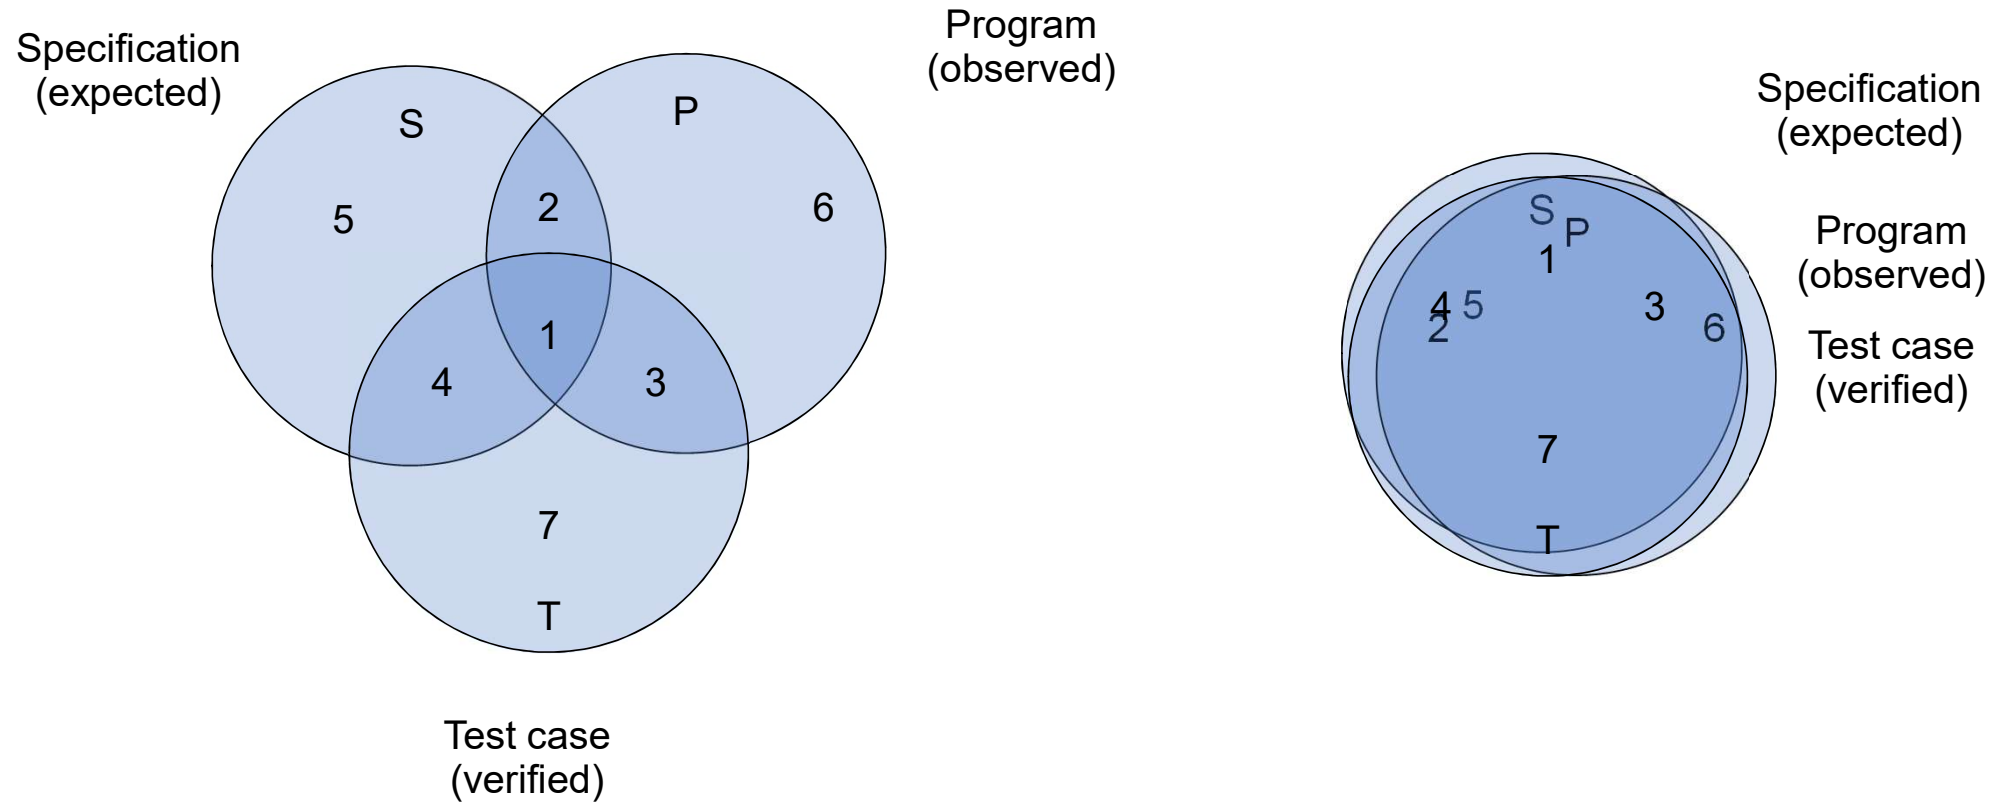 Specification
(expected)
Program
(observed)
S
P
5
2
6
1
4
3
7
T
Test case
(verified)
Specification
(expected)
Program
(observed)
Test case
(verified)
S
P
1
4 5
2
3
6
7
T